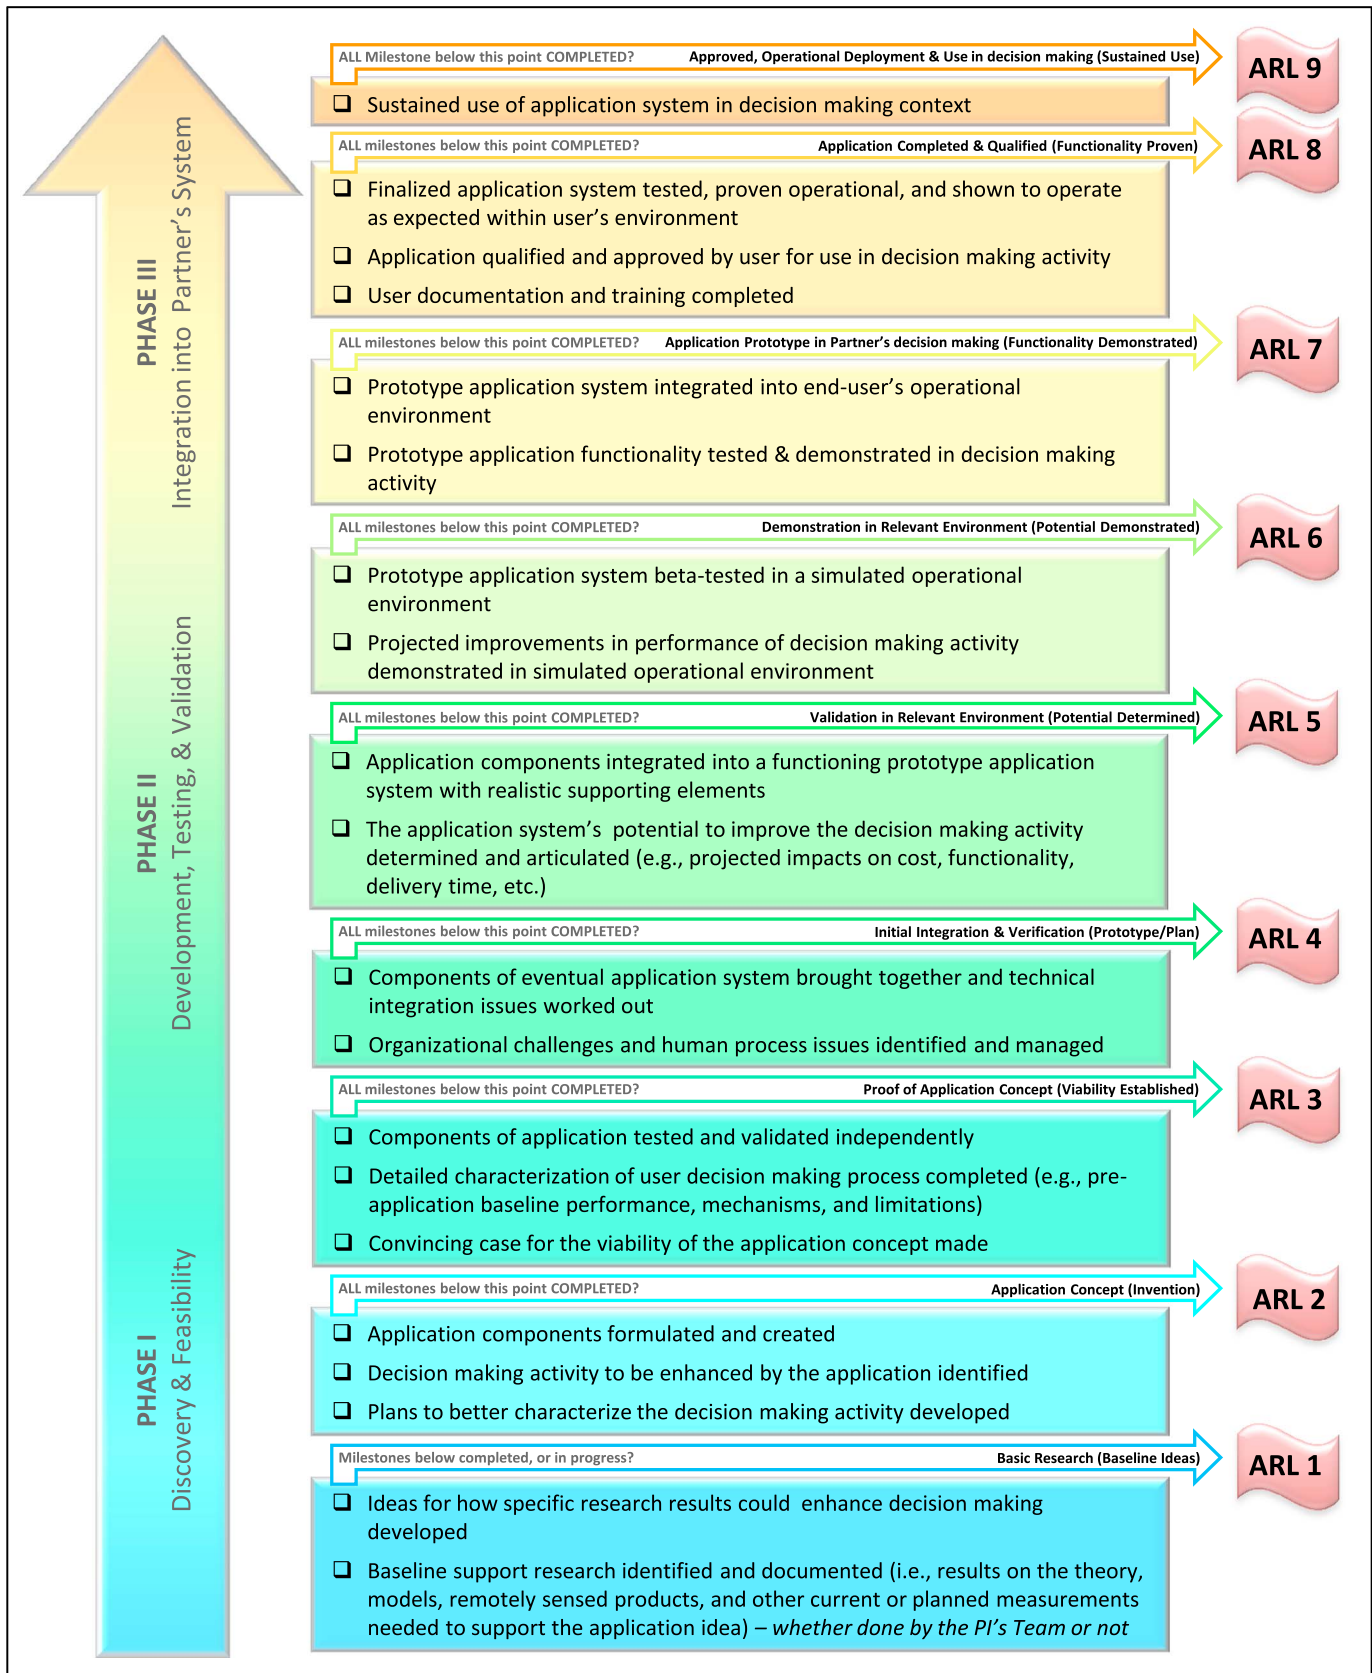 ALL Milestone below this point COMPLETED? Approved, Operational Deployment & Use in decision making (Sustained Use)
ARL 9
❑ Sustained use of application system in decision making context
ALL milestones below this point COMPLETED? Application Completed & Qualified (Functionality Proven)
ARL 8
❑ Finalized application system tested, proven operational, and shown to operate
as expected within user’s environment
❑ Application qualified and approved by user for use in decision making activity
❑ User documentation and training completed
PHASE III
Integration into Partner’s System
ALL milestones below this point COMPLETED? Application Prototype in Partner’s decision making (Functionality Demonstrated)
ARL 7
❑ Prototype application system integrated into end-user’s operational
environment
❑ Prototype application functionality tested & demonstrated in decision making
activity
ALL milestones below this point COMPLETED? Demonstration in Relevant Environment (Potential Demonstrated)
ARL 6
❑ Prototype application system beta-tested in a simulated operational
environment
❑ Projected improvements in performance of decision making activity
demonstrated in simulated operational environment
ALL milestones below this point COMPLETED? Validation in Relevant Environment (Potential Determined)
ARL 5
❑ Application components integrated into a functioning prototype application
system with realistic supporting elements
❑ The application system’s potential to improve the decision making activity
determined and articulated (e.g., projected impacts on cost, functionality,
delivery time, etc.)
PHASE II
Development, Testing, & Validation
ALL milestones below this point COMPLETED? Initial Integration & Verification (Prototype/Plan)
ARL 4
❑ Components of eventual application system brought together and technical
integration issues worked out
❑ Organizational challenges and human process issues identified and managed
ALL milestones below this point COMPLETED? Proof of Application Concept (Viability Established)
ARL 3
❑ Components of application tested and validated independently
❑ Detailed characterization of user decision making process completed (e.g., pre-
application baseline performance, mechanisms, and limitations)
❑ Convincing case for the viability of the application concept made
ALL milestones below this point COMPLETED? Application Concept (Invention)
ARL 2
❑ Application components formulated and created
❑ Decision making activity to be enhanced by the application identified
❑ Plans to better characterize the decision making activity developed
PHASE I
Discovery & Feasibility
Milestones below completed, or in progress? Basic Research (Baseline Ideas)
ARL 1
❑ Ideas for how specific research results could enhance decision making
developed
❑ Baseline support research identified and documented (i.e., results on the theory,
models, remotely sensed products, and other current or planned measurements
needed to support the application idea) – whether done by the PI’s Team or not